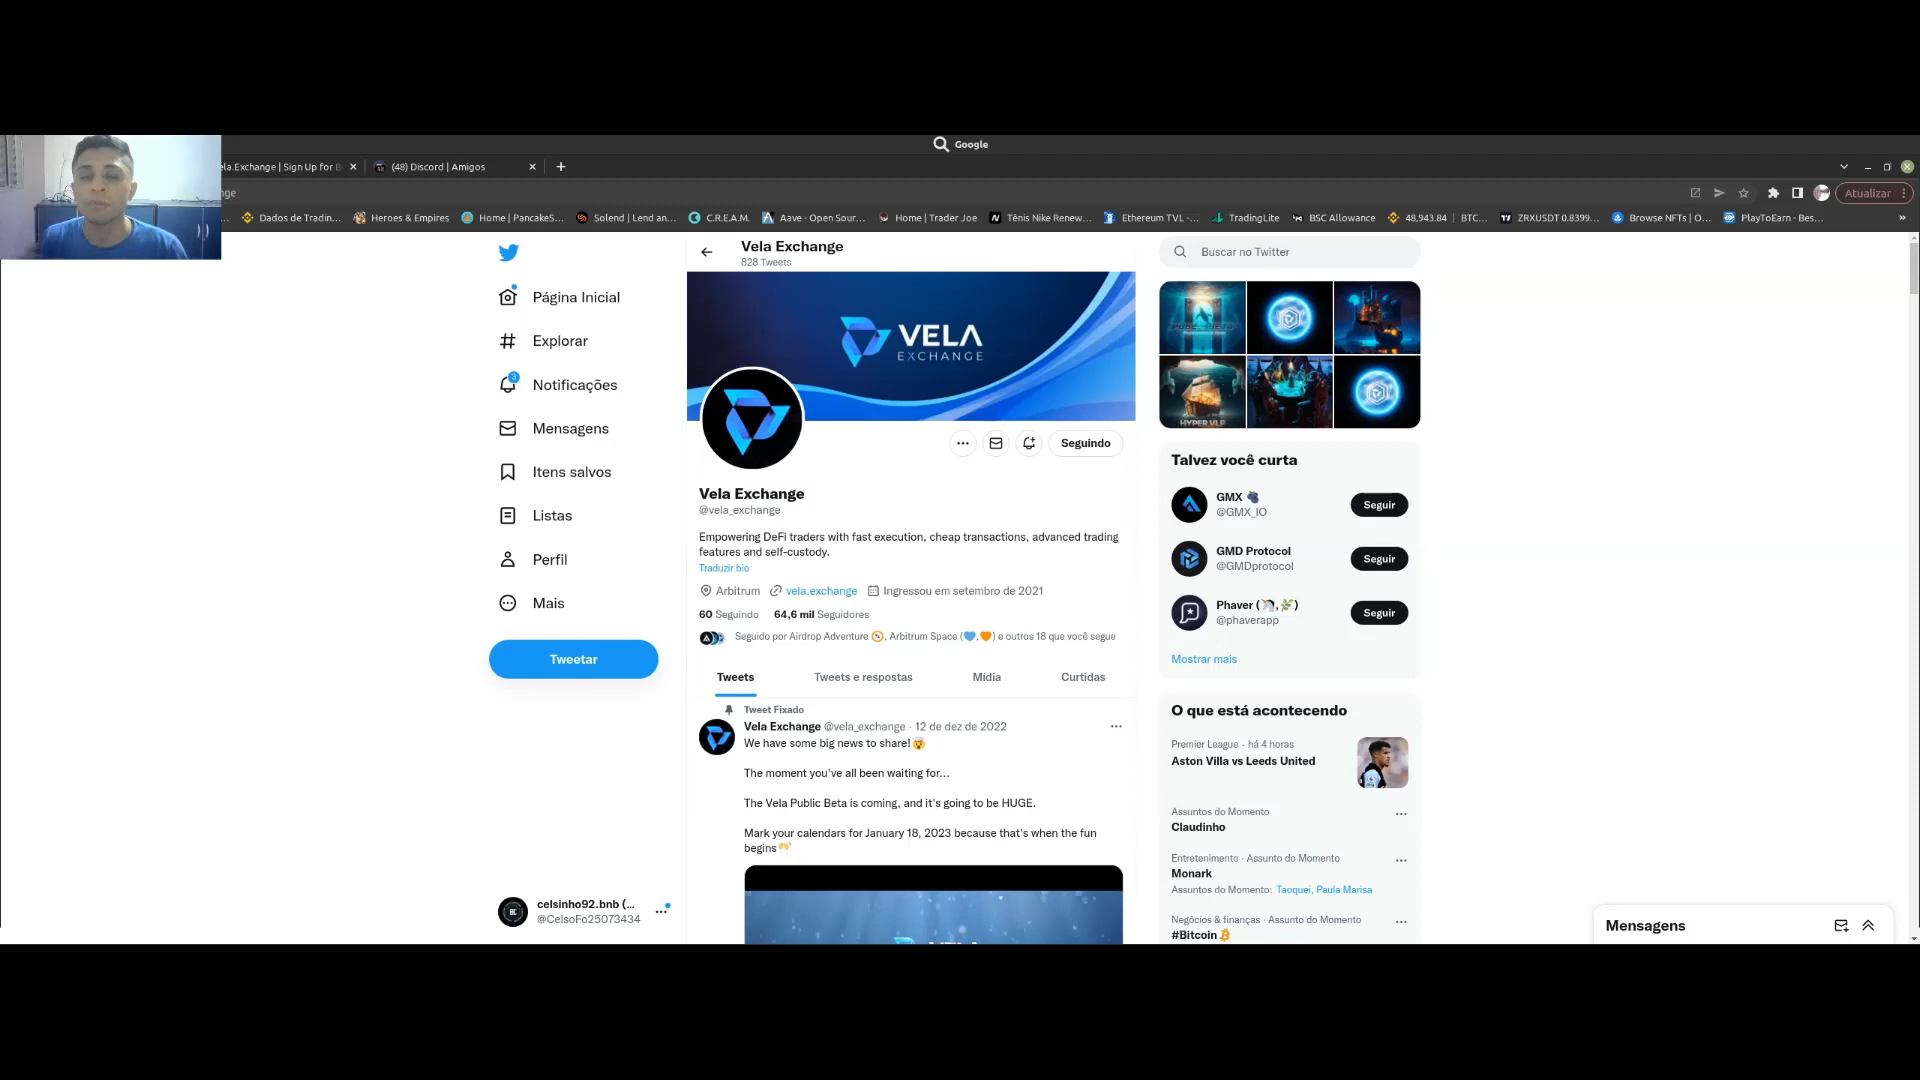 Google
ela.Exchange | Sign Up for B
(48) Discord | Amigos
nge
Atualizar
Dados de Tradin...
Heroes & Empires
Home | PancakeS...
Solend | Lend an...
C.R.E.A.M.
Aave - Open Sour...
Home | Trader Joe
Tênis Nike Renew...
Ethereum TVL -...
TradingLite
BSC Allowance
48,943.84 | BTC...
ZRXUSDT 0.8399...
Browse NFTs | O...
PlayToEarn - Bes...
Página Inicial
Explorar
3
Notificações
Mensagens
Itens salvos
Listas
Perfil
Mais
Tweetar
celsinho92.bnb (...
@CelsoFo25073434
Vela Exchange
828 Tweets
VELA
EXCHANGE
Seguindo
Vela Exchange
@vela_exchange
Empowering DeFi traders with fast execution, cheap transactions, advanced trading
features and self-custody.
Traduzir bio
Arbitrum vela.exchange Ingressou em setembro de 2021
60 Seguindo 64,6 mil Seguidores
Seguido por Airdrop Adventure 🧭, Arbitrum Space (💙,🧡) e outros 18 que você segue
Tweets
Tweets e respostas
Mídia
Curtidas
Tweet Fixado
Vela Exchange @vela_exchange · 12 de dez de 2022
We have some big news to share!🤯
The moment you've all been waiting for...
The Vela Public Beta is coming, and it's going to be HUGE.
Mark your calendars for January 18, 2023 because that's when the fun
begins🙌
Buscar no Twitter
HYPER VLP
Talvez você curta
GMX 🫐
@GMX_IO
Seguir
GMD Protocol
@GMDprotocol
Seguir
Phaver (🐬,🌿)
@phaverapp
Seguir
Mostrar mais
O que está acontecendo
Premier League · há 4 horas
Aston Villa vs Leeds United
Assuntos do Momento
Claudinho
Entretenimento · Assunto do Momento
Monark
Assuntos do Momento: Taoquei, Paula Marisa
Negócios & finanças · Assunto do Momento
#Bitcoin
Mensagens